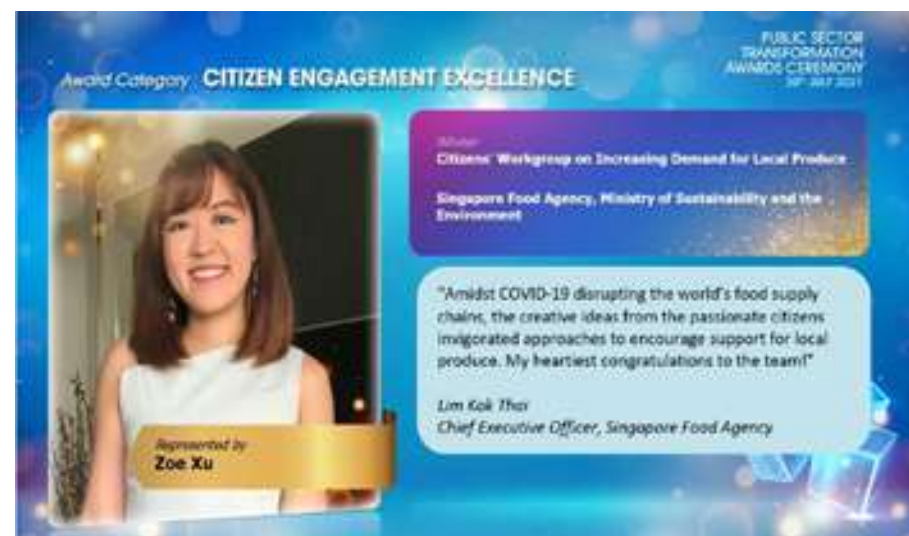 PUBLIC SECTOR
TRANSFORMATION
AWARDS CEREMONY
JULY 2021
Award Category CITIZEN ENGAGEMENT EXCELLENCE
Winner
Citizens' Workgroup on Increasing Demand for Local Produce
Singapore Food Agency, Ministry of Sustainability and the
Environment
"Amidst COVID-19 disrupting the world's food supply
chains, the creative ideas from the passionate citizens
invigorated approaches to encourage support for local
produce. My heartiest congratulations to the team!"
Lim Kok Thai
Chief Executive Officer, Singapore Food Agency
Represented by
Zoe Xu